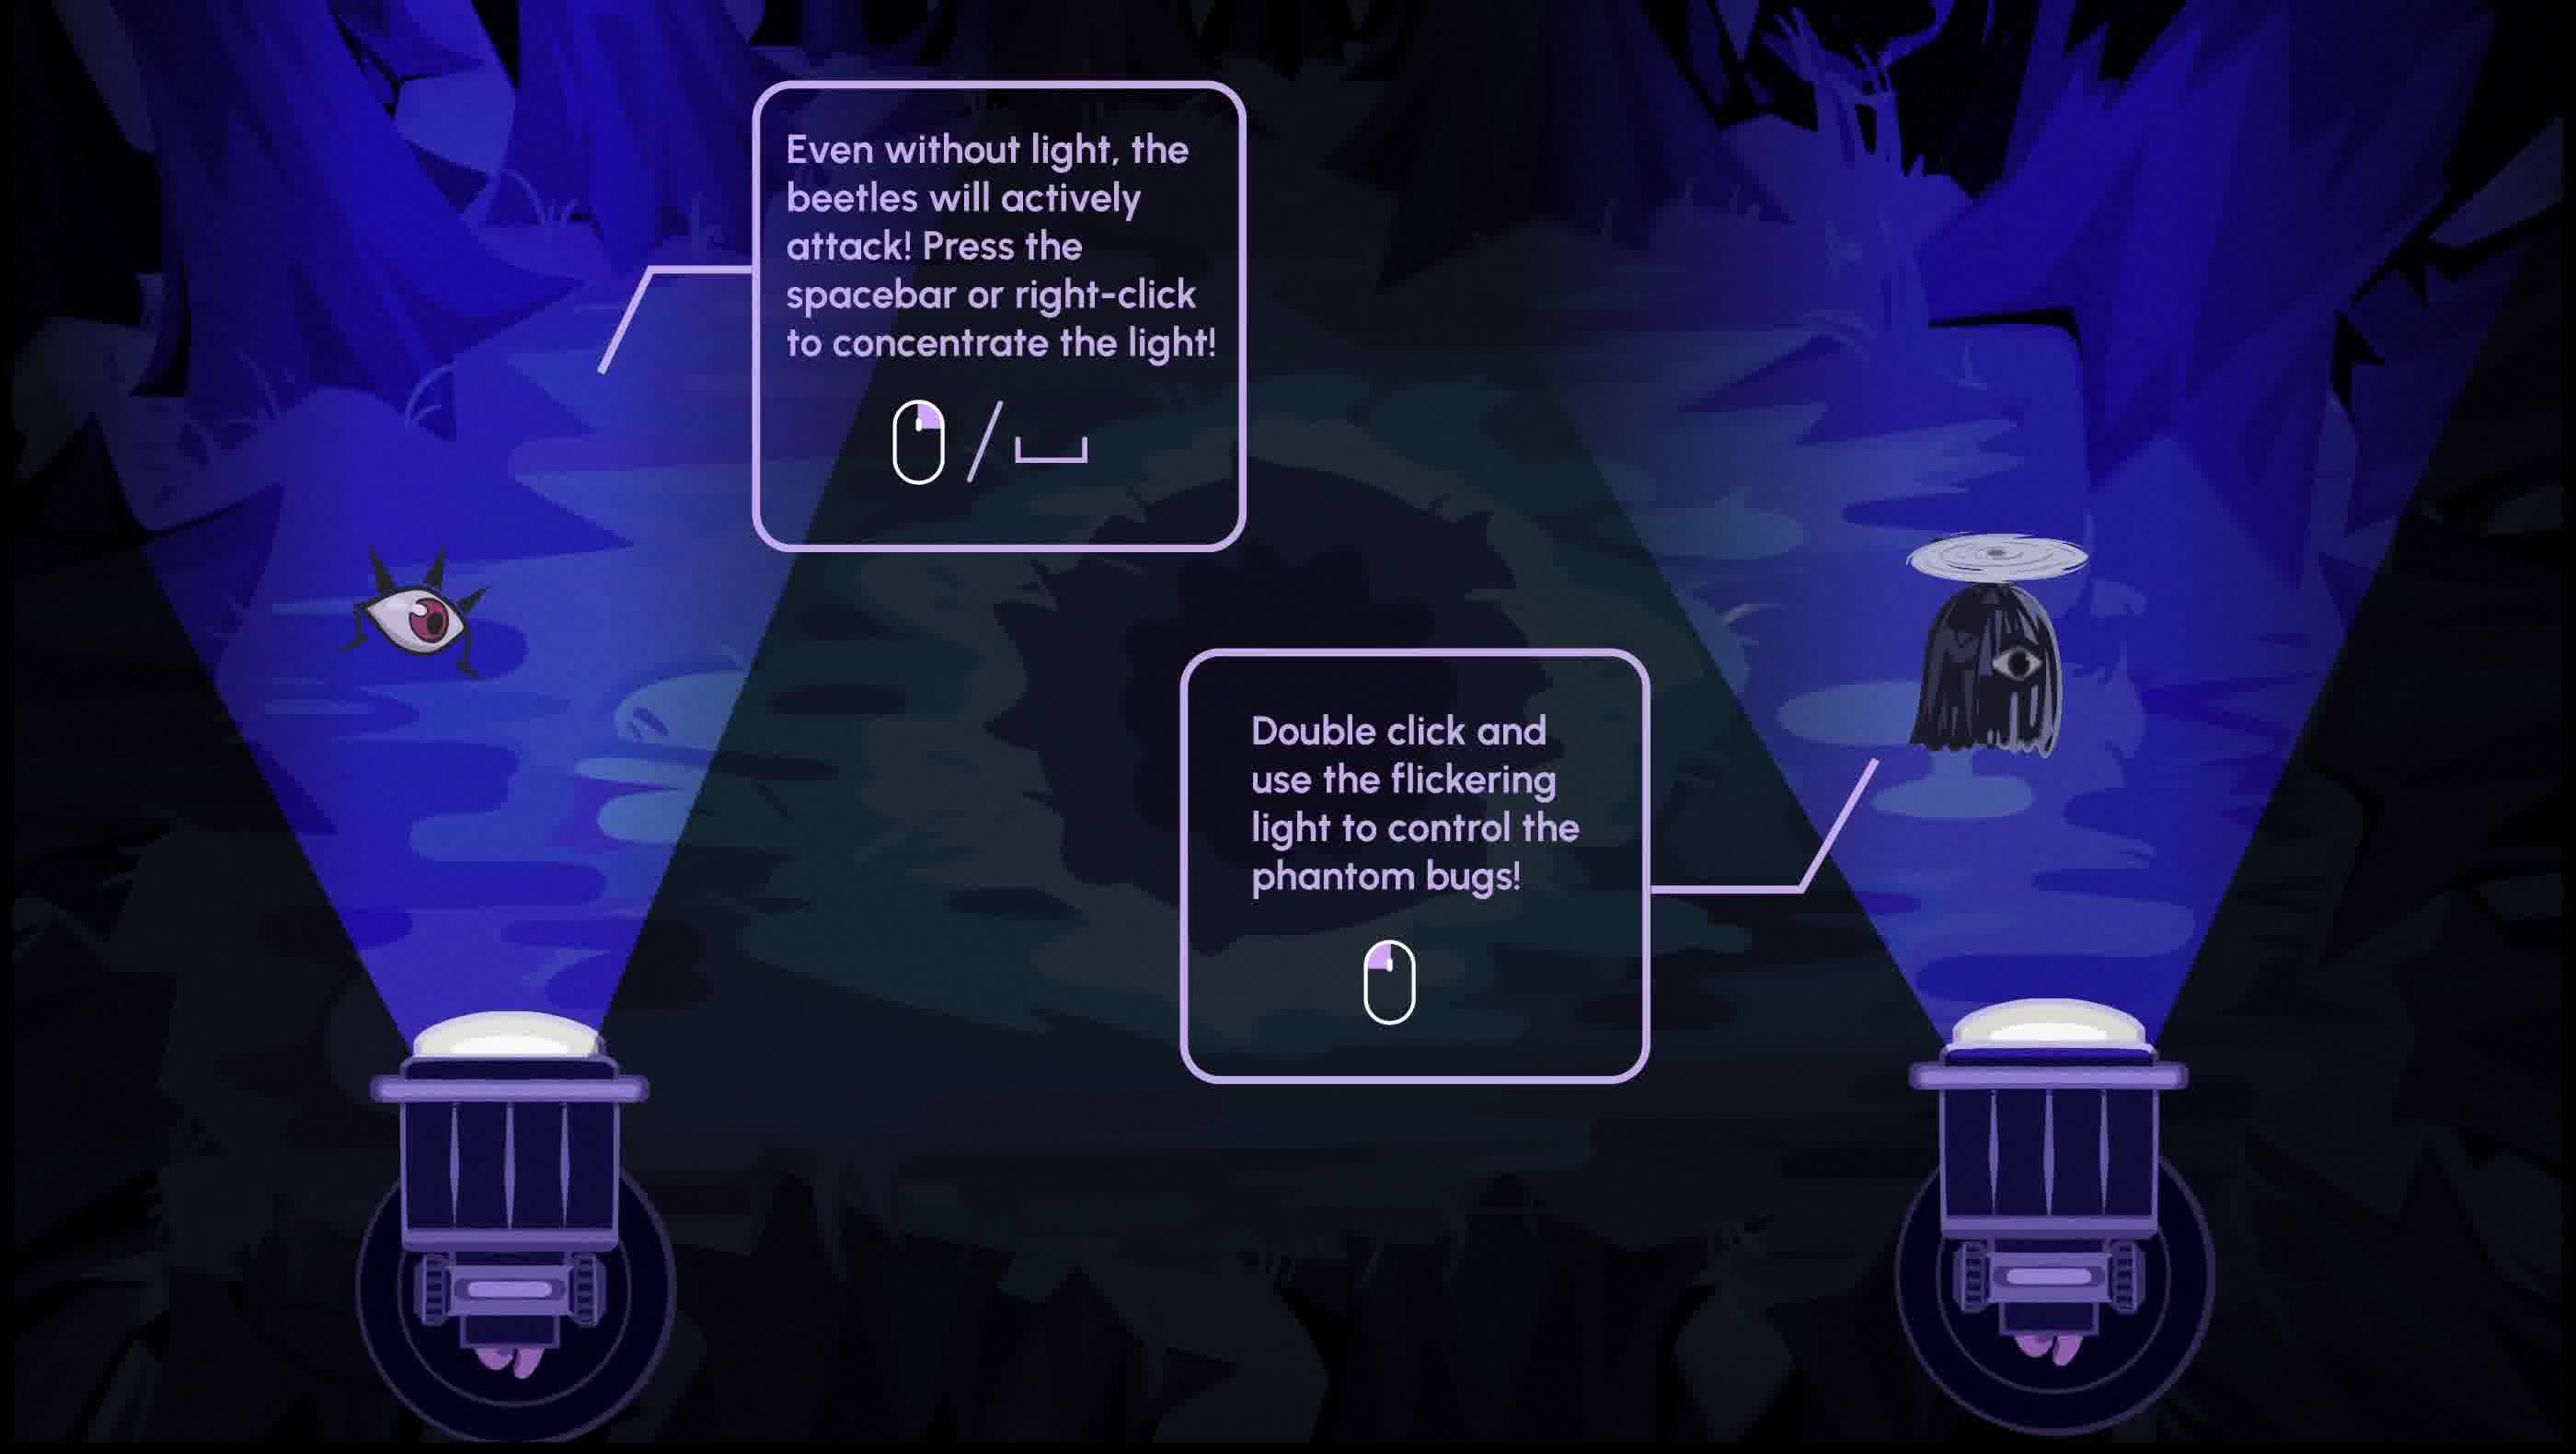 Even without light, the
beetles will actively
attack! Press the
spacebar or right-click
to concentrate the light!
Double click and
use the flickering
light to control the
phantom bugs!